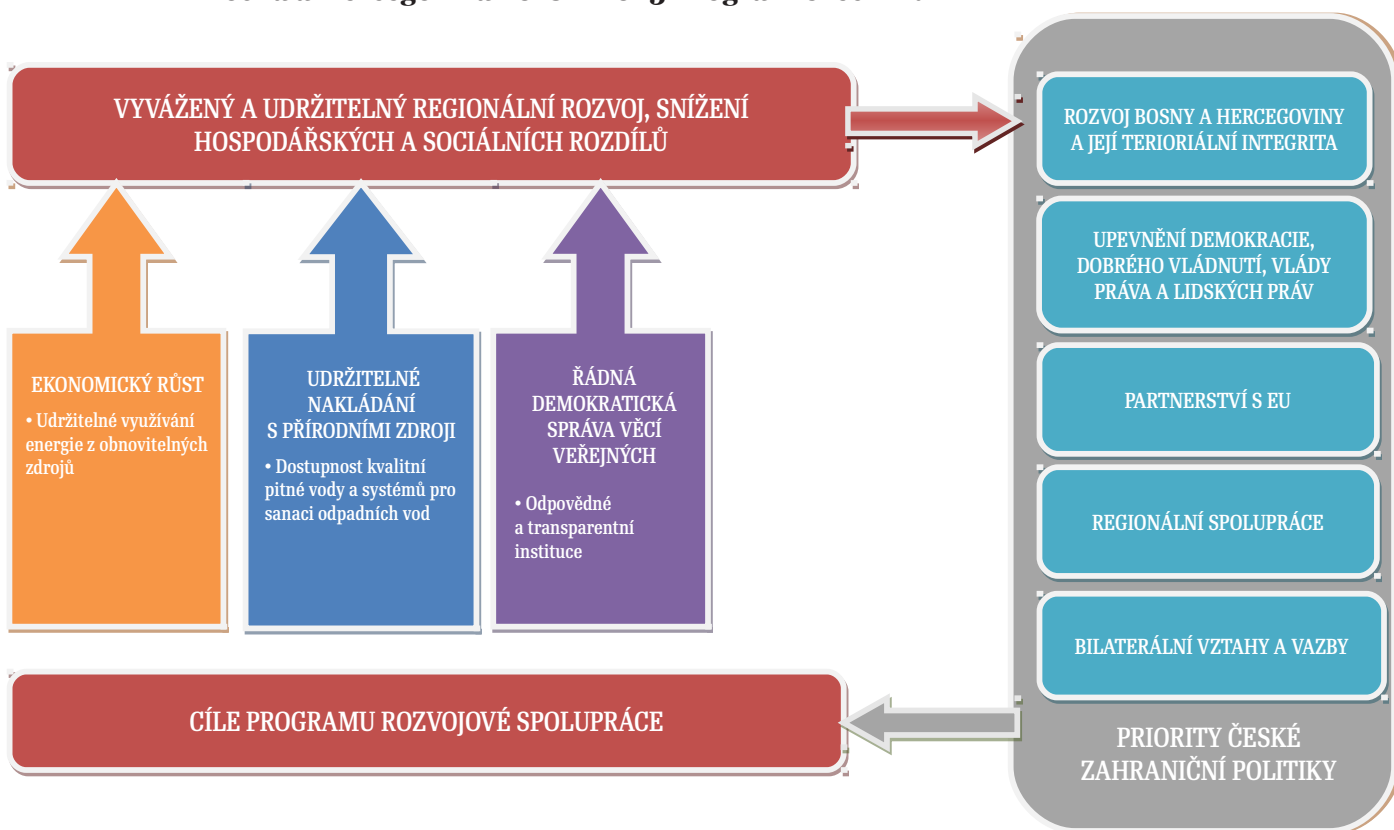 VYVÁŽENÝ A UDRŽITELNÝ REGIONÁLNÍ ROZVOJ, SNÍŽENÍ
HOSPODÁŘSKÝCH A SOCIÁLNÍCH ROZDÍLŮ
EKONOMICKÝ RŮST
• Udržitelné využívání
energie z obnovitelných
zdrojů
UDRŽITELNÉ
NAKLÁDÁNÍ
S PŘÍRODNÍMI ZDROJI
• Dostupnost kvalitní
pitné vody a systémů pro
sanaci odpadních vod
ŘÁDNÁ
DEMOKRATICKÁ
SPRÁVA VĚCÍ
VEŘEJNÝCH
• Odpovědné
a transparentní
instituce
CÍLE PROGRAMU ROZVOJOVÉ SPOLUPRÁCE
ROZVOJ BOSNY A HERCEGOVINY
A JEJÍ TERIORIÁLNÍ INTEGRITA
UPEVNĚNÍ DEMOKRACIE,
DOBRÉHO VLÁDNUTÍ, VLÁDY
PRÁVA A LIDSKÝCH PRÁV
PARTNERSTVÍ S EU
REGIONÁLNÍ SPOLUPRÁCE
BILATERÁLNÍ VZTAHY A VAZBY
PRIORITY ČESKÉ
ZAHRANIČNÍ POLITIKY